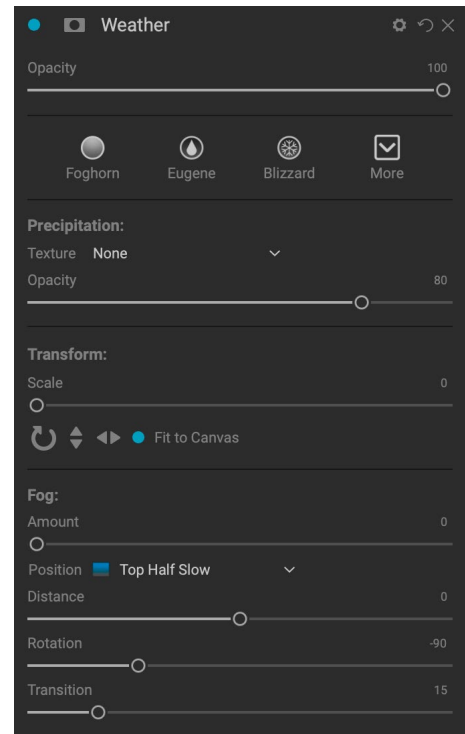 Weather
Opacity 100
Foghorn Eugene Blizzard More
Precipitation:
Texture None
Opacity 80
Transform:
Scale 0
Fit to Canvas
Fog:
Amount 0
Position Top Half Slow
Distance 0
Rotation -90
Transition 15